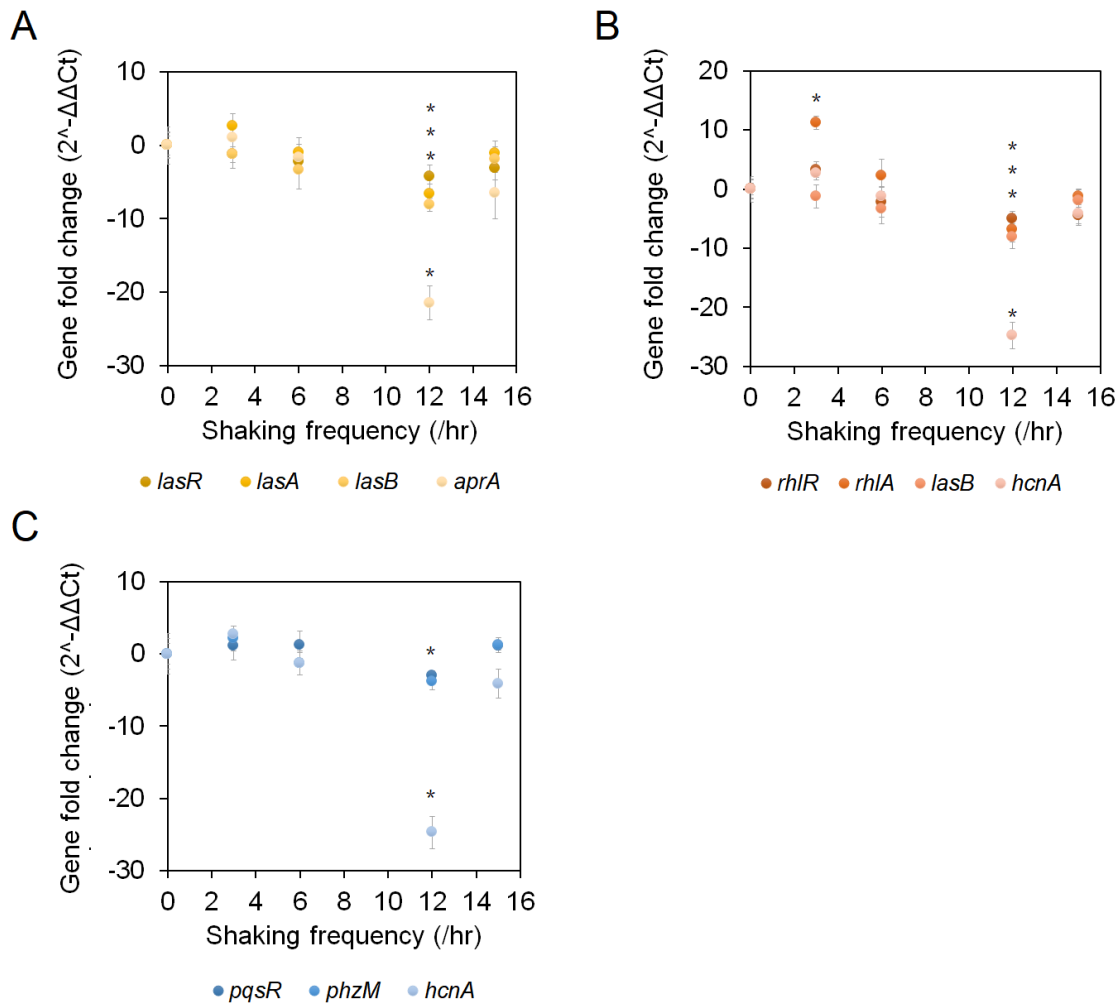 A
Gene fold change (2^-ΔΔCt)
10
0
-10
-20
-30
*
*
*
*
0 2 4 6 8 10 12 14 16
Shaking frequency (/hr)
lasR lasA lasB aprA
B
Gene fold change (2^-ΔΔCt)
20
10
0
-10
-20
-30
*
*
*
*
*
0 2 4 6 8 10 12 14 16
Shaking frequency (/hr)
rhlR rhlA lasB hcnA
C
Gene fold change (2^-ΔΔCt)
10
0
-10
-20
-30
*
*
0 2 4 6 8 10 12 14 16
Shaking frequency (/hr)
pqsR phzM hcnA